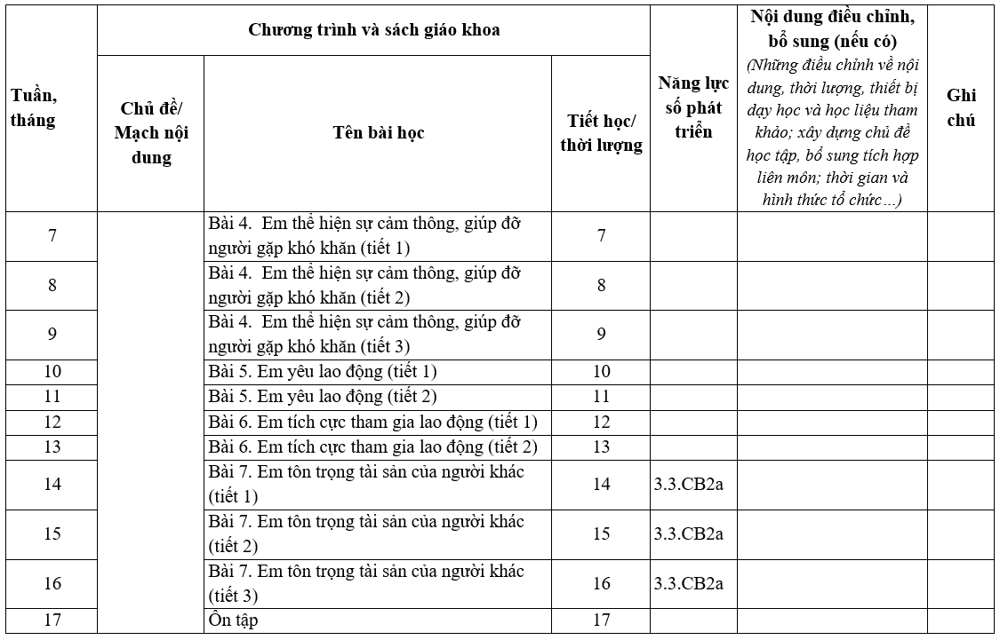 Tuần, tháng
Chương trình và sách giáo khoa
Chủ đề/
Mạch nội
dung
Tên bài học
Tiết học/
thời lượng
Năng lực
số phát
triển
Nội dung điều chỉnh,
bổ sung (nếu có)
(Những điều chỉnh về nội
dung, thời lượng, thiết bị
dạy học và học liệu tham
khảo; xây dựng chủ đề
học tập, bổ sung tích hợp
liên môn; thời gian và
hình thức tổ chức…)
Ghi
chú
7
Bài 4.  Em thể hiện sự cảm thông, giúp đỡ
người gặp khó khăn (tiết 1)
7
8
Bài 4.  Em thể hiện sự cảm thông, giúp đỡ
người gặp khó khăn (tiết 2)
8
9
Bài 4.  Em thể hiện sự cảm thông, giúp đỡ
người gặp khó khăn (tiết 3)
9
10
Bài 5. Em yêu lao động (tiết 1)
10
11
Bài 5. Em yêu lao động (tiết 2)
11
12
Bài 6. Em tích cực tham gia lao động (tiết 1)
12
13
Bài 6. Em tích cực tham gia lao động (tiết 2)
13
14
Bài 7. Em tôn trọng tài sản của người khác
(tiết 1)
14
3.3.CB2a
15
Bài 7. Em tôn trọng tài sản của người khác
(tiết 2)
15
3.3.CB2a
16
Bài 7. Em tôn trọng tài sản của người khác
(tiết 3)
16
3.3.CB2a
17
Ôn tập
17